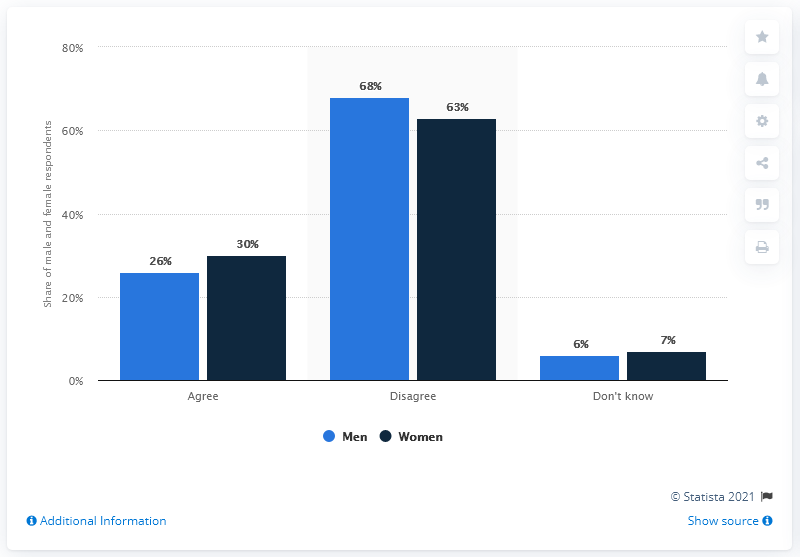 80%
60%
40%
20%
0%
Share of male and female respondents
26%
30%
68%
63%
6%
7%
Agree
Disagree
Don't know
Men
Women
© Statista 2021
Additional Information
Show source